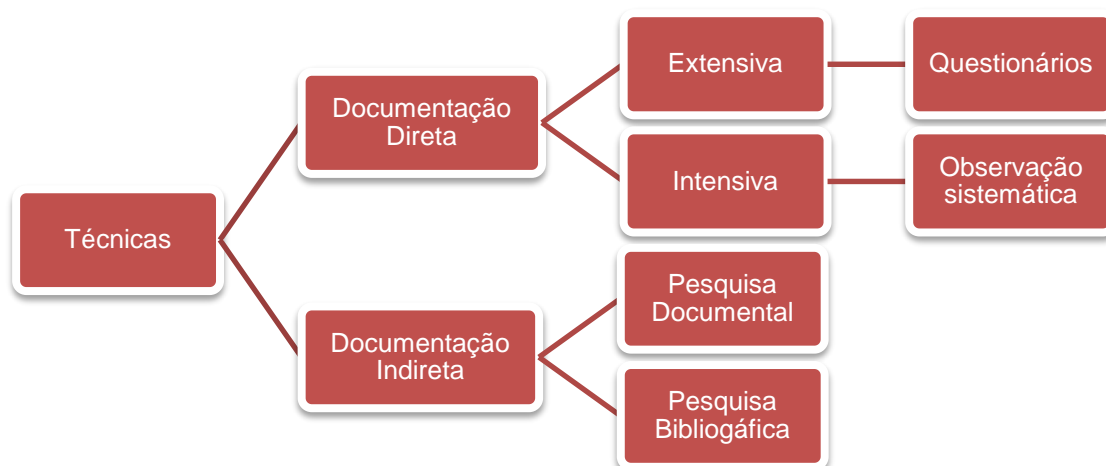 Técnicas
Documentação
Direta
Extensiva
Questionários
Intensiva
Observação
sistemática
Documentação
Indireta
Pesquisa
Documental
Pesquisa
Bibliogáfica